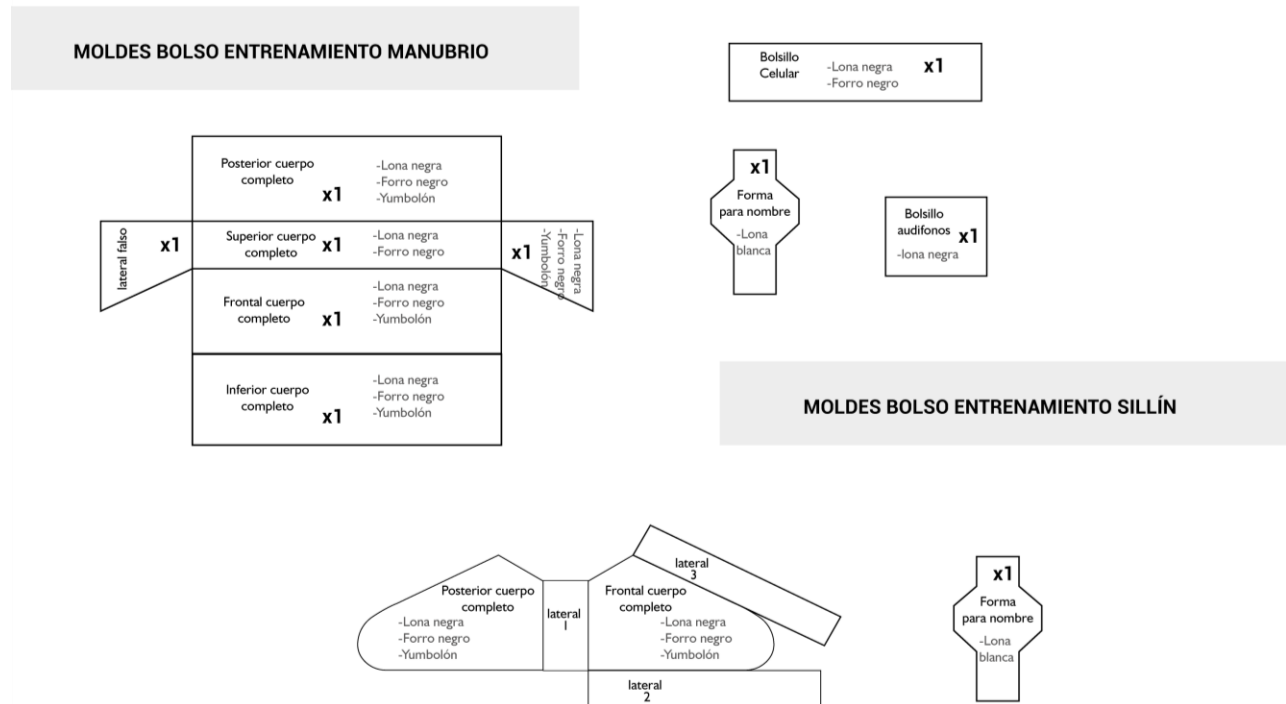 MOLDES BOLSO ENTRENAMIENTO MANUBRIO
Bolsillo
Celular
-Lona negra
-Forro negro
x1
Posterior cuerpo
completo
x1
-Lona negra
-Forro negro
-Yumbolón
lateral falso
x1
Superior cuerpo
completo
x1
-Lona negra
-Forro negro
x1
-Lona negra
-Forro negro
-Yumbolón
Frontal cuerpo
completo
x1
-Lona negra
-Forro negro
-Yumbolón
Inferior cuerpo
completo
x1
-Lona negra
-Forro negro
-Yumbolón
x1
Forma
para nombre
-Lona
blanca
Bolsillo
audifonos
x1
-lona negra
MOLDES BOLSO ENTRENAMIENTO SILLÍN
Posterior cuerpo
completo
-Lona negra
-Forro negro
-Yumbolón
lateral
1
Frontal cuerpo
completo
-Lona negra
-Forro negro
-Yumbolón
lateral
3
lateral
2
x1
Forma
para nombre
-Lona
blanca